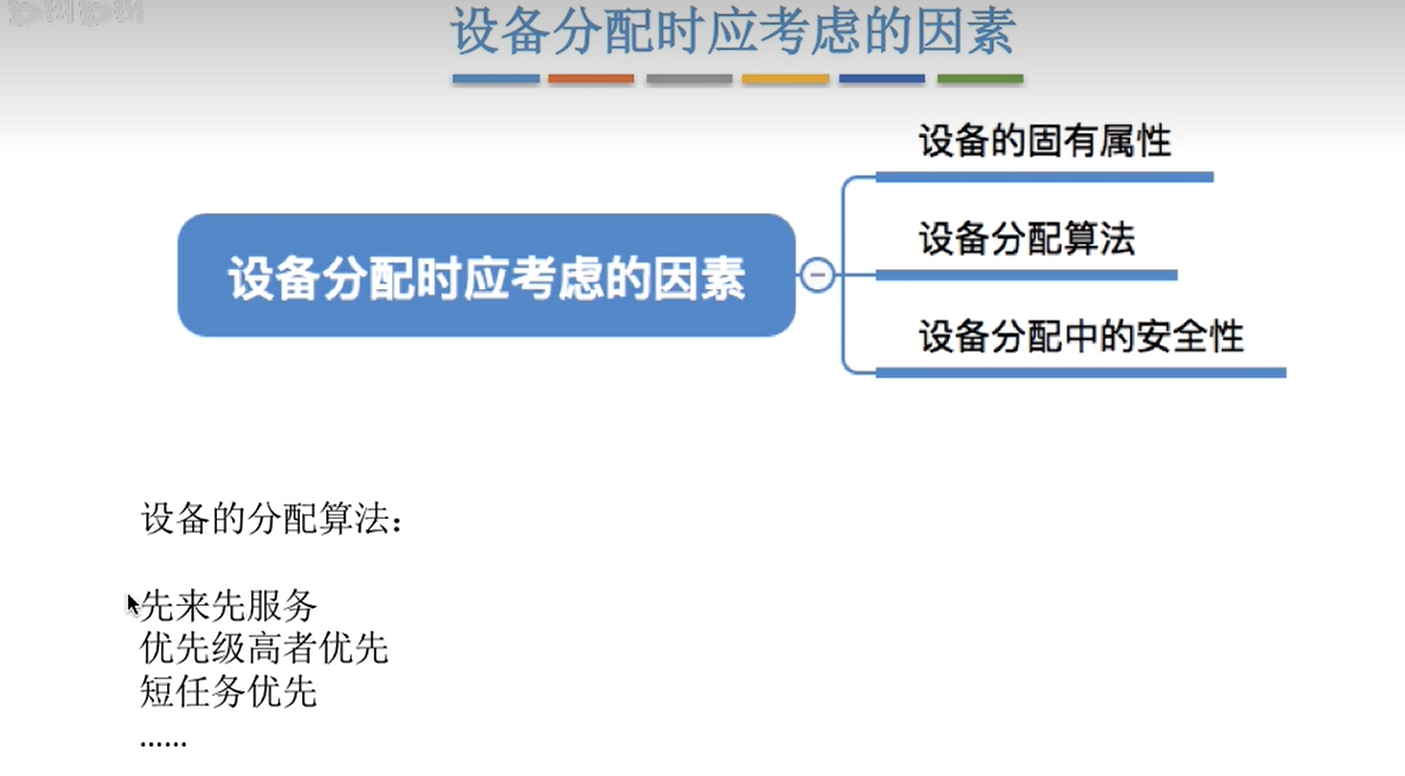 设备分配时应考虑的因素
设备的固有属性
设备分配时应考虑的因素
设备分配算法
设备分配中的安全性
设备的分配算法：
先来先服务
优先级高者优先
短任务优先
……